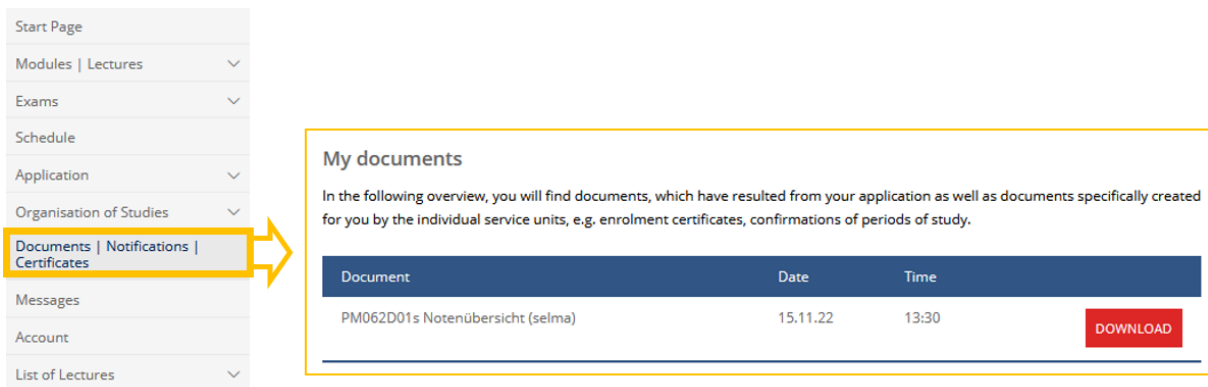 Start Page
Modules | Lectures
Exams
Schedule
Application
Organisation of Studies
Documents | Notifications |
Certificates
Messages
Account
List of Lectures
My documents
In the following overview, you will find documents, which have resulted from your application as well as documents specifically created
for you by the individual service units, e.g. enrolment certificates, confirmations of periods of study.
Document Date Time
PM062D01s Notenübersicht (selma) 15.11.22 13:30 DOWNLOAD